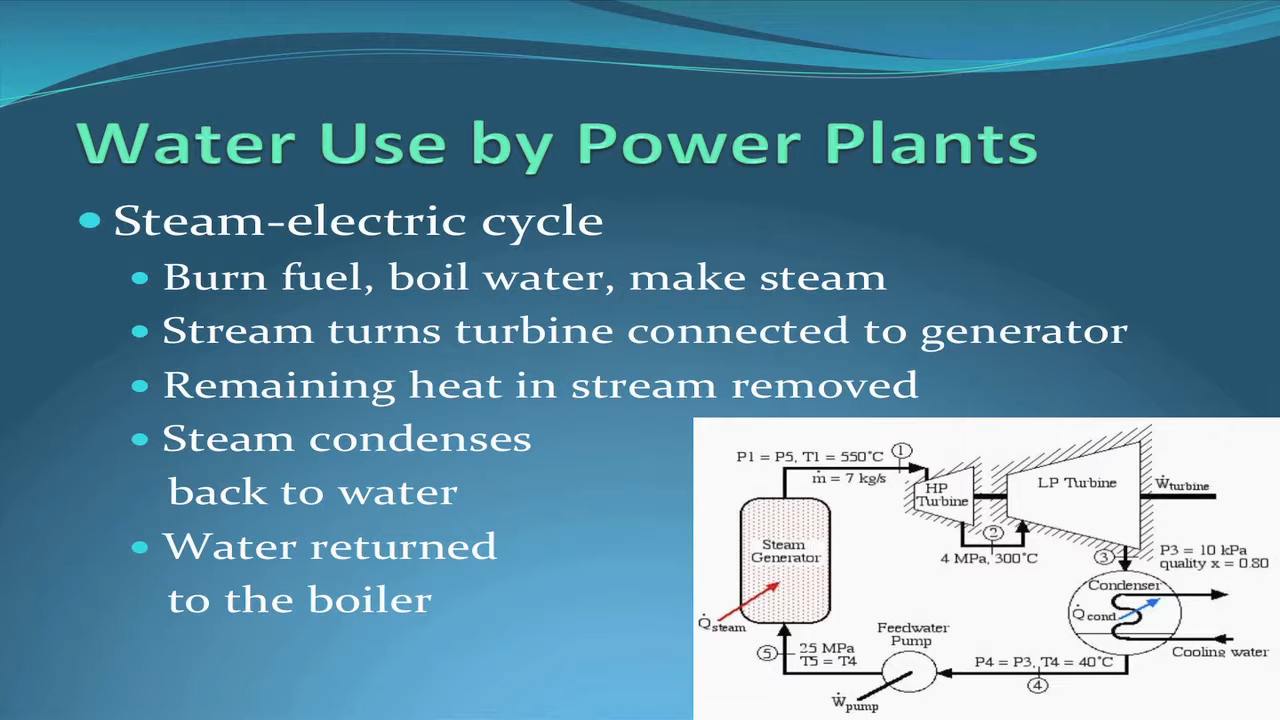 Water Use by Power Plants
Steam-electric cycle
Burn fuel, boil water, make steam
Stream turns turbine connected to generator
Remaining heat in stream removed
Steam condenses
back to water
Water returned
to the boiler
P1 = P5, T1 = 550°C
1
ṁ = 7 kg/s
HP
Turbine
LP Turbine
Ẇturbine
2
4 MPa, 300°C
3
P3 = 10 kPa
quality x = 0.80
Steam
Generator
Q̇steam
Condenser
Q̇cond
Cooling water
Feedwater
Pump
5
25 MPa
T5 = T4
P4 = P3, T4 = 40°C
4
Ẇpump